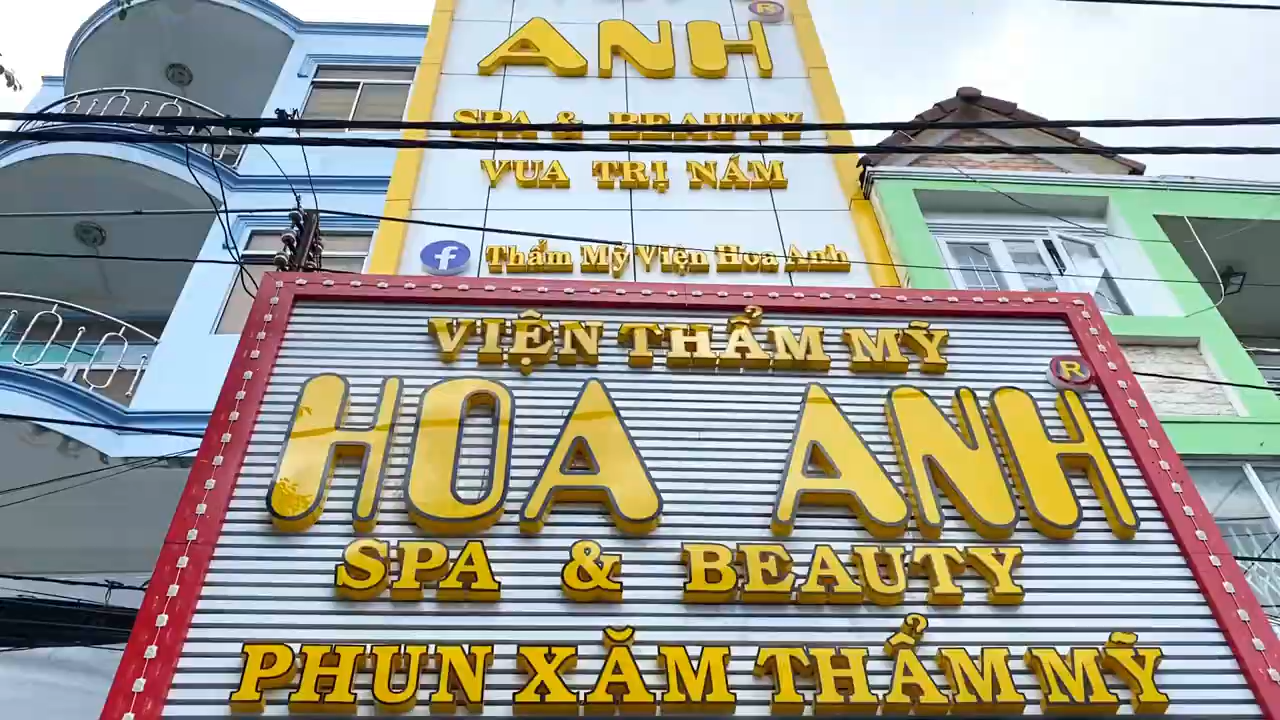 ANH
®
SPA & BEAUTY
VUA TRỊ NÁM
f Thẩm Mỹ Viện Hoa Anh
VIỆN THẨM MỸ
HOA ANH ®
SPA & BEAUTY
PHUN XĂM THẨM MỸ